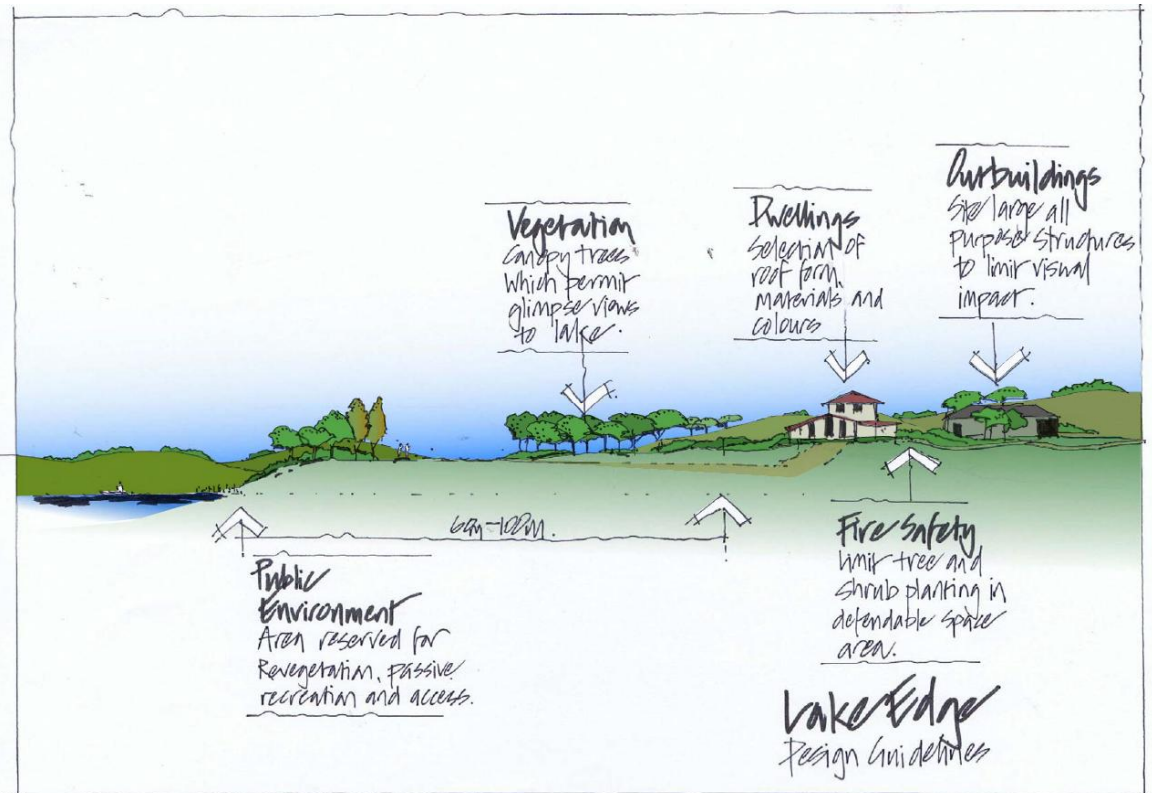 Vegetation
Canopy trees
which permit
glimpse views
to lake.
Dwellings
Selection of
roof form,
materials and
colours
Outbuildings
Site large all
purpose structures
to limit visual
impact.
60m-100m.
Public
Environment
Area reserved for
Revegetation, passive
recreation and access.
Fire Safety
Limit tree and
shrub planting in
defendable space
area.
Lake Edge
Design Guidelines